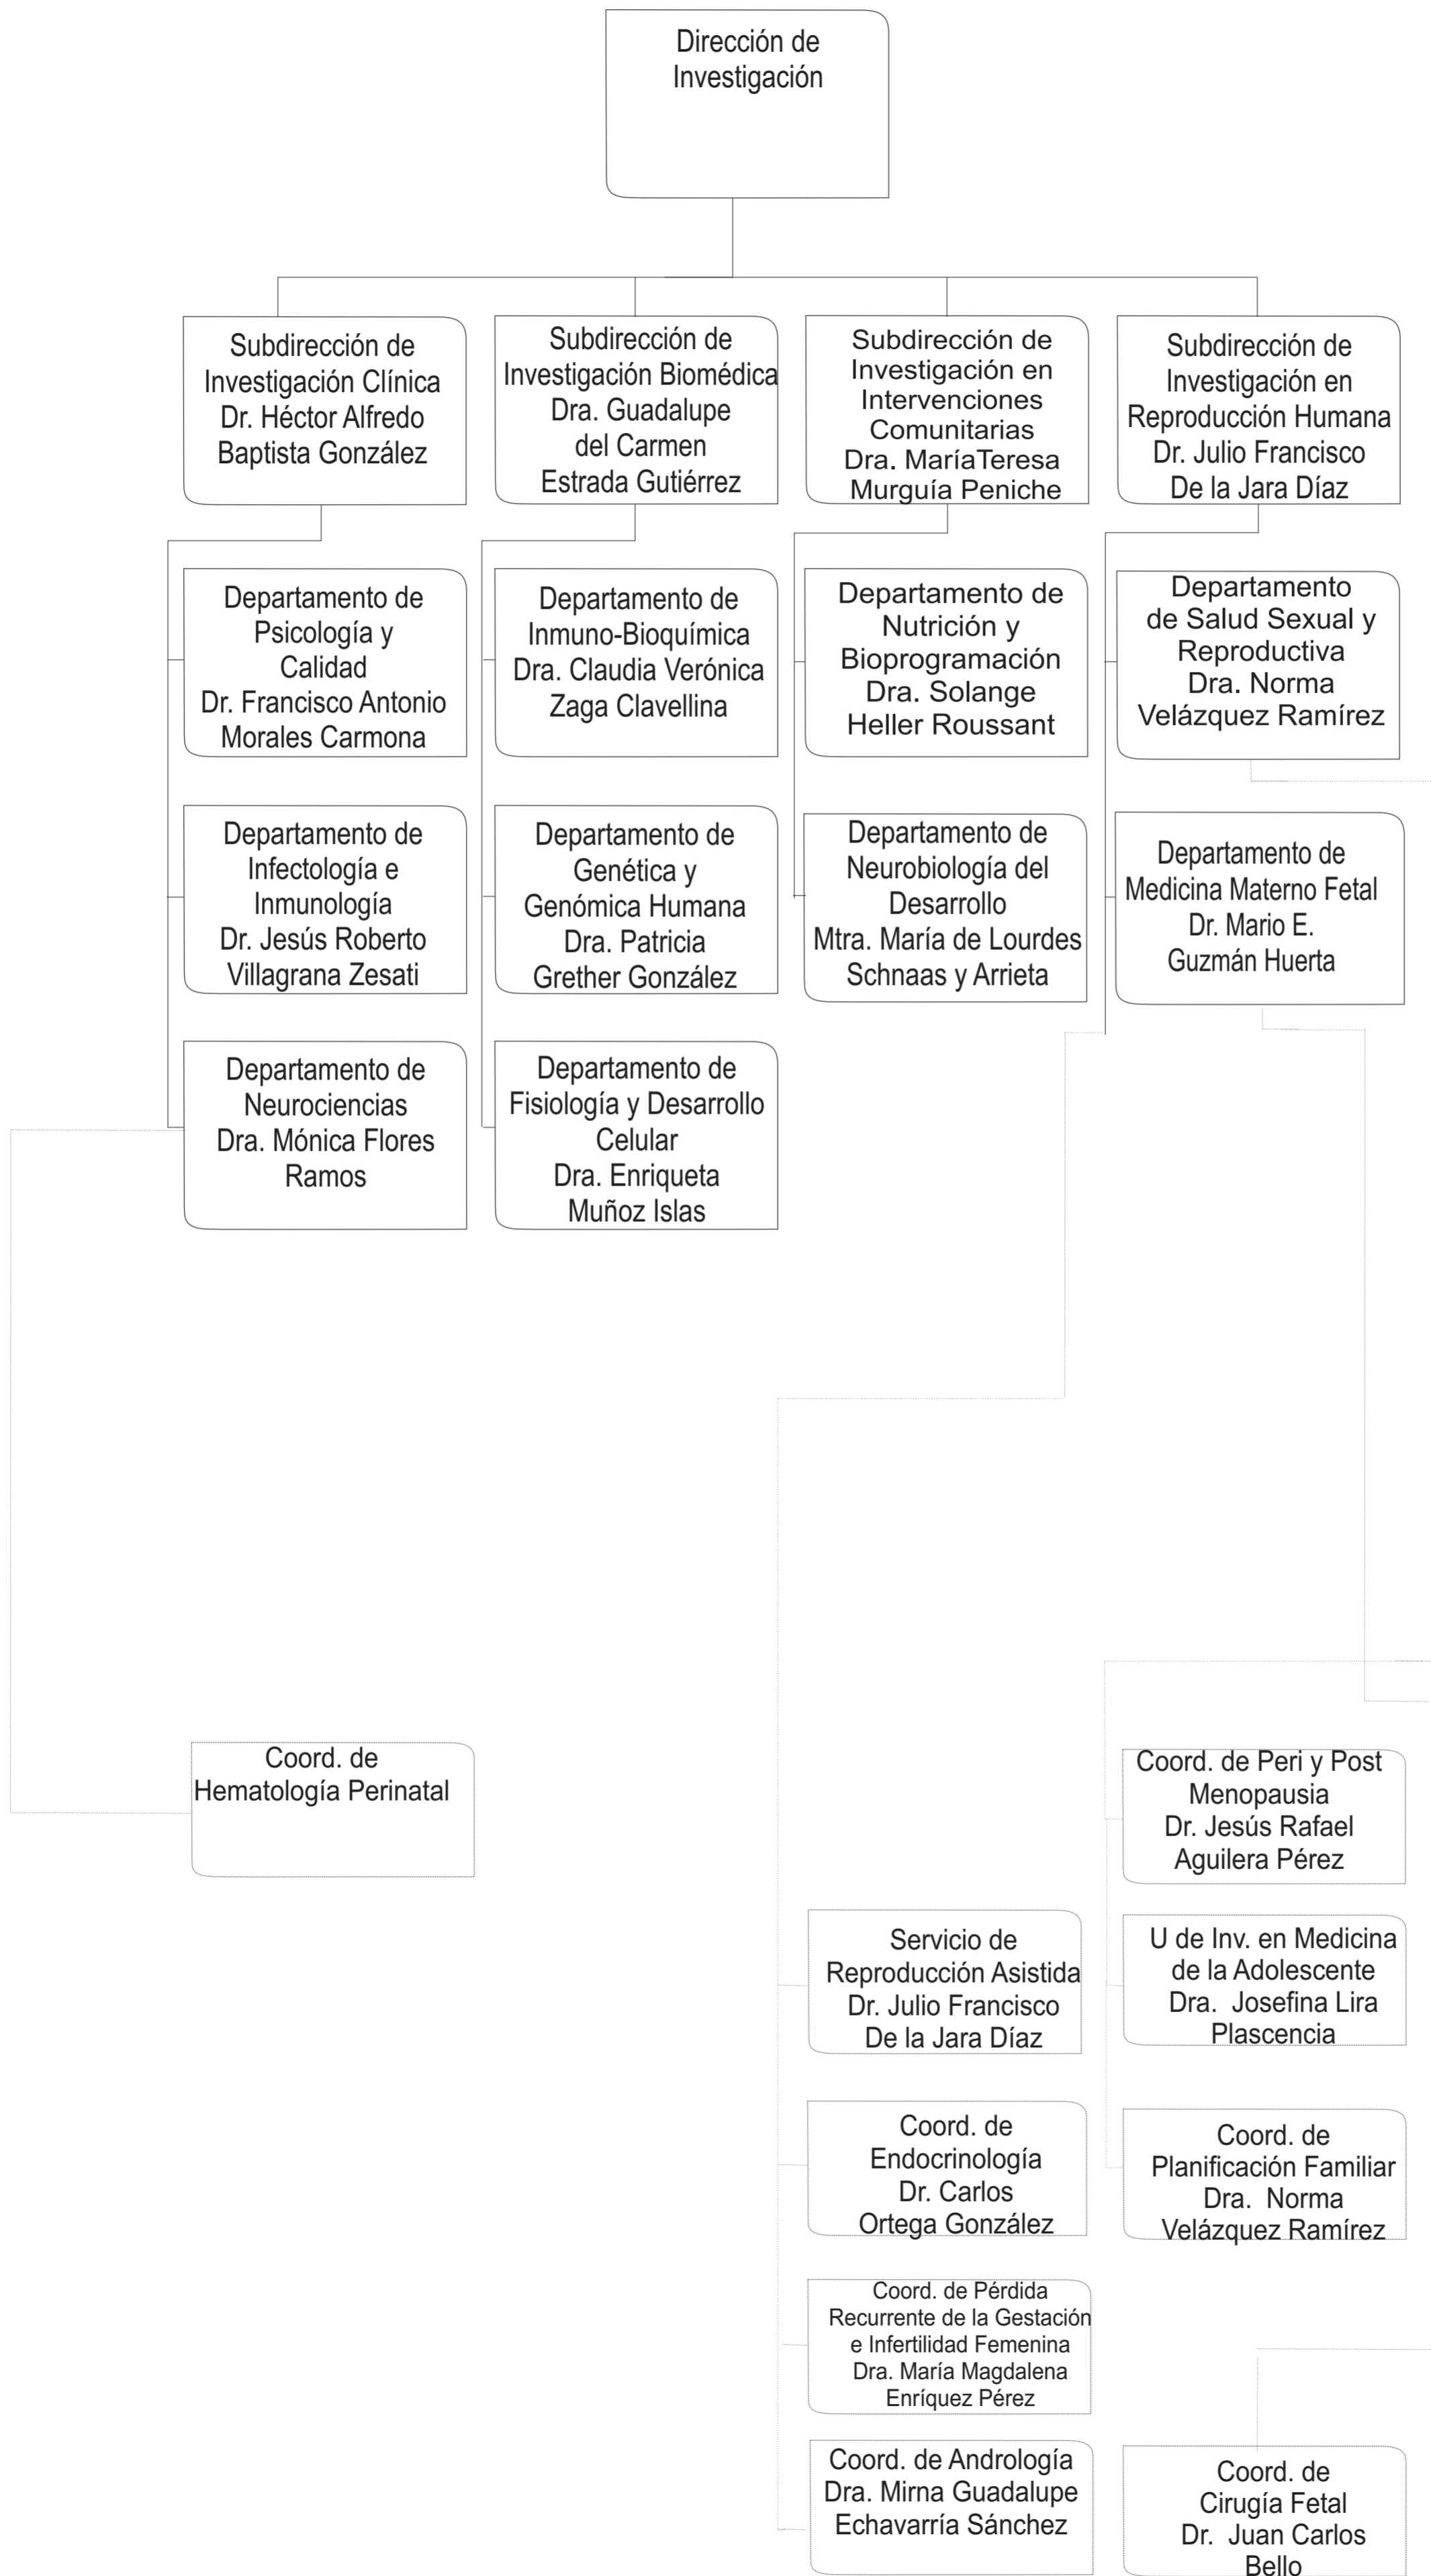 Dirección de
Investigación
Subdirección de
Investigación Clínica
Dr. Héctor Alfredo
Baptista González
Subdirección de
Investigación Biomédica
Dra. Guadalupe
del Carmen
Estrada Gutiérrez
Subdirección de
Investigación en
Intervenciones
Comunitarias
Dra. MaríaTeresa
Murguía Peniche
Subdirección de
Investigación en
Reproducción Humana
Dr. Julio Francisco
De la Jara Díaz
Departamento de
Psicología y
Calidad
Dr. Francisco Antonio
Morales Carmona
Departamento de
Inmuno-Bioquímica
Dra. Claudia Verónica
Zaga Clavellina
Departamento de
Nutrición y
Bioprogramación
Dra. Solange
Heller Roussant
Departamento
de Salud Sexual y
Reproductiva
Dra. Norma
Velázquez Ramírez
Departamento de
Infectología e
Inmunología
Dr. Jesús Roberto
Villagrana Zesati
Departamento de
Genética y
Genómica Humana
Dra. Patricia
Grether González
Departamento de
Neurobiología del
Desarrollo
Mtra. María de Lourdes
Schnaas y Arrieta
Departamento de
Medicina Materno Fetal
Dr. Mario E.
Guzmán Huerta
Departamento de
Neurociencias
Dra. Mónica Flores
Ramos
Departamento de
Fisiología y Desarrollo
Celular
Dra. Enriqueta
Muñoz Islas
Coord. de
Hematología Perinatal
Coord. de Peri y Post
Menopausia
Dr. Jesús Rafael
Aguilera Pérez
Servicio de
Reproducción Asistida
Dr. Julio Francisco
De la Jara Díaz
U de Inv. en Medicina
de la Adolescente
Dra. Josefina Lira
Plascencia
Coord. de
Endocrinología
Dr. Carlos
Ortega González
Coord. de
Planificación Familiar
Dra. Norma
Velázquez Ramírez
Coord. de Pérdida
Recurrente de la Gestación
e Infertilidad Femenina
Dra. María Magdalena
Enríquez Pérez
Coord. de Andrología
Dra. Mirna Guadalupe
Echavarría Sánchez
Coord. de
Cirugía Fetal
Dr. Juan Carlos
Bello